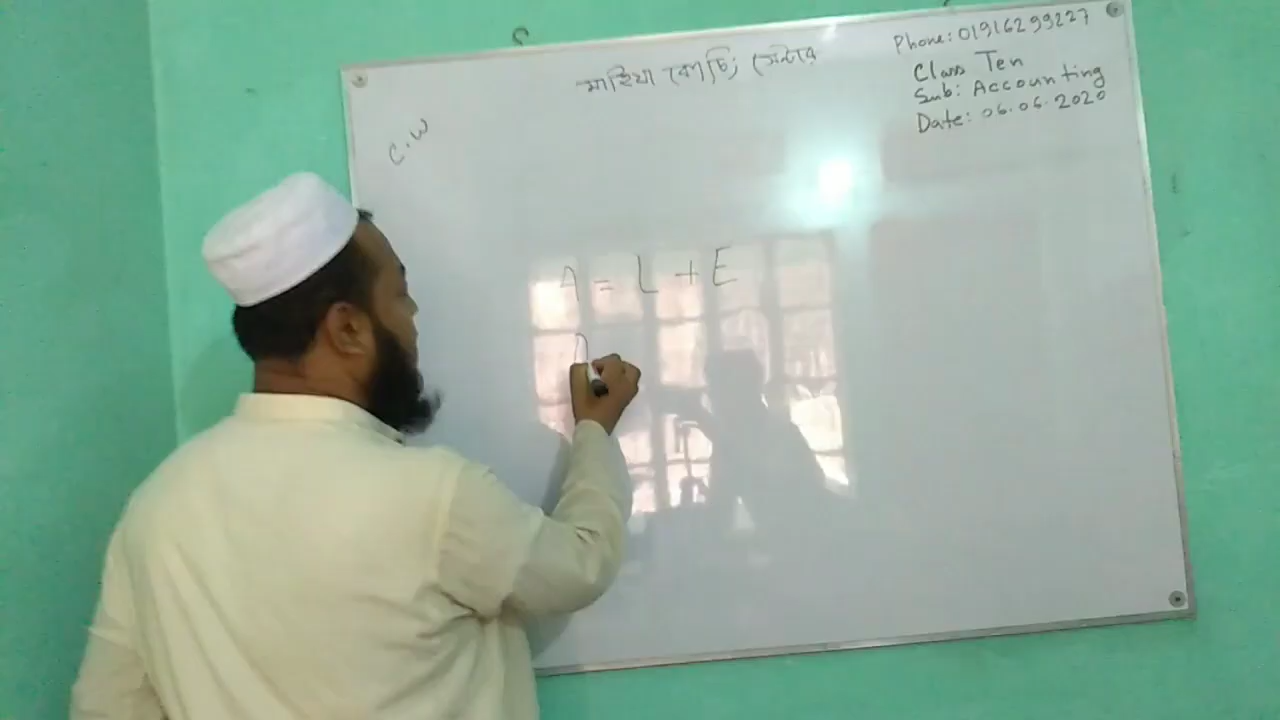 মাহিয়া কোচিং সেন্টার
Phone: 01916299227
Class Ten
Sub: Accounting
Date: 06.06.2020
C.W
A = L + E
A